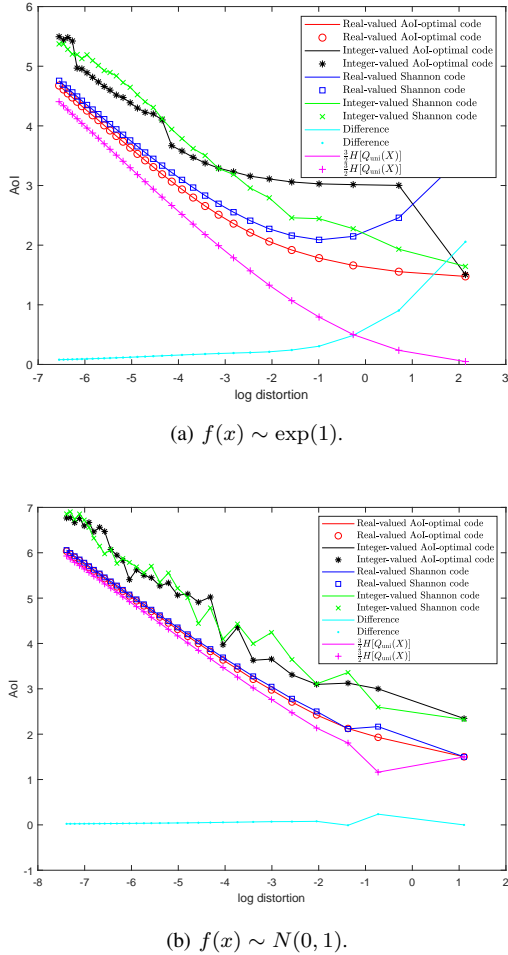 6
5
4
3
2
1
0
AoI
-7 -6 -5 -4 -3 -2 -1 0 1 2 3
log distortion
Real-valued AoI-optimal code
Real-valued AoI-optimal code
Integer-valued AoI-optimal code
Integer-valued AoI-optimal code
Real-valued Shannon code
Real-valued Shannon code
Integer-valued Shannon code
Integer-valued Shannon code
Difference
Difference
3/2 H[Q_uni(X)]
3/2 H[Q_uni(X)]
(a) f(x) ∼ exp(1).
7
6
5
4
3
2
1
0
-1
AoI
-8 -7 -6 -5 -4 -3 -2 -1 0 1 2
log distortion
Real-valued AoI-optimal code
Real-valued AoI-optimal code
Integer-valued AoI-optimal code
Integer-valued AoI-optimal code
Real-valued Shannon code
Real-valued Shannon code
Integer-valued Shannon code
Integer-valued Shannon code
Difference
Difference
3/2 H[Q_uni(X)]
3/2 H[Q_uni(X)]
(b) f(x) ∼ N(0, 1).